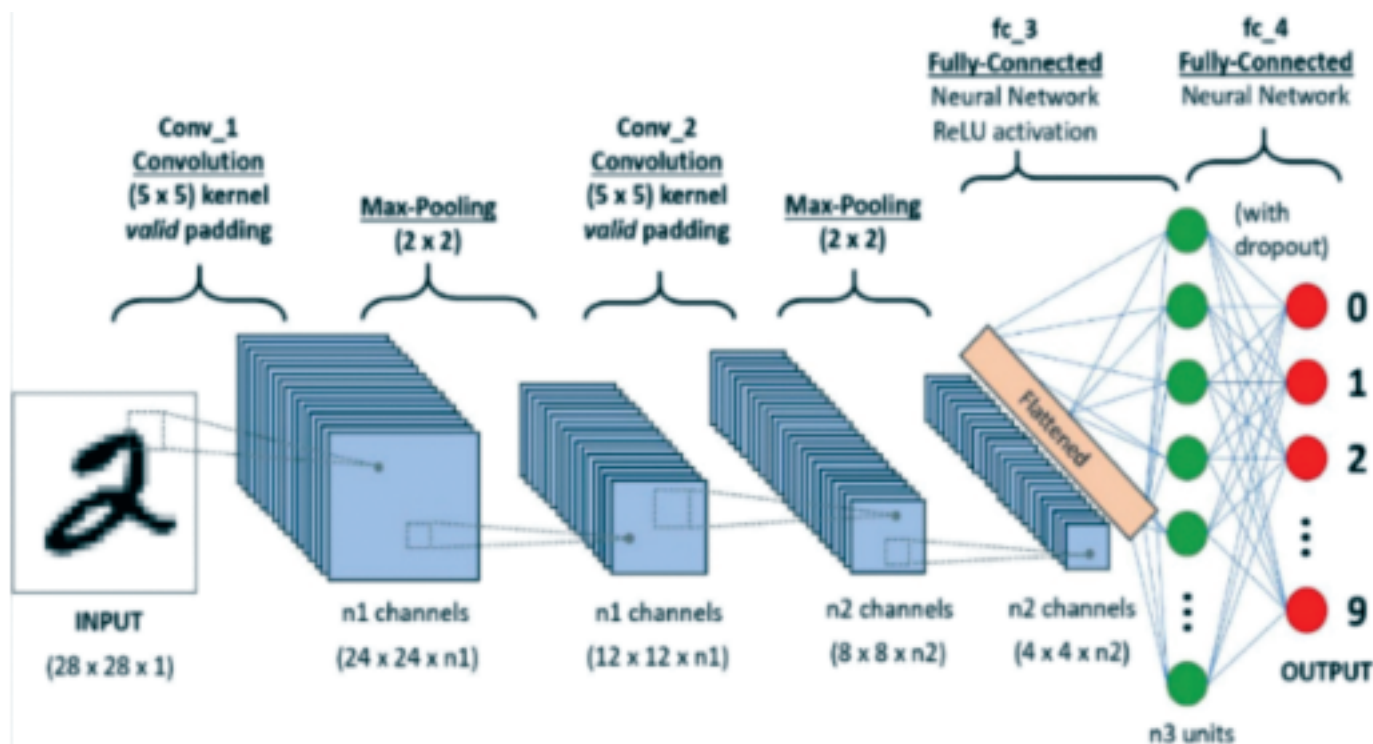 fc_3
Fully-Connected
Neural Network
ReLU activation
fc_4
Fully-Connected
Neural Network
Conv_1
Convolution
(5 x 5) kernel
valid padding
Max-Pooling
(2 x 2)
Conv_2
Convolution
(5 x 5) kernel
valid padding
Max-Pooling
(2 x 2)
(with
dropout)
0
1
2
9
Flattened
INPUT
(28 x 28 x 1)
n1 channels
(24 x 24 x n1)
n1 channels
(12 x 12 x n1)
n2 channels
(8 x 8 x n2)
n2 channels
(4 x 4 x n2)
OUTPUT
n3 units
2